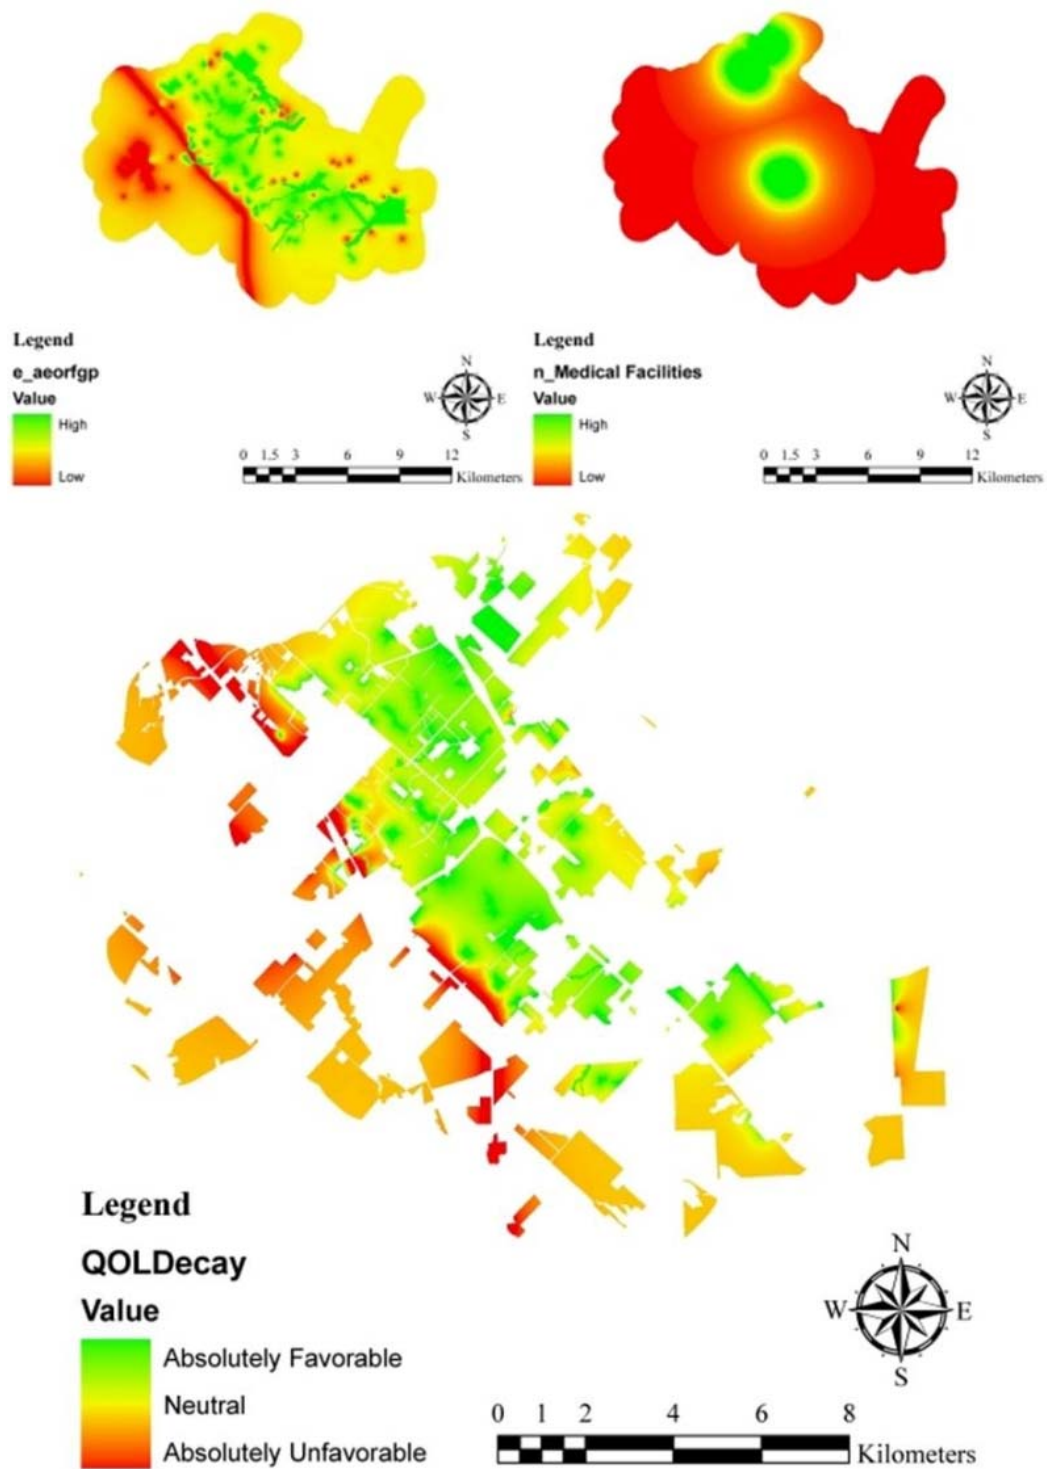 Legend
e_aeorfgp
Value
High
Low
N
W E
S
0 1.5 3 6 9 12
Kilometers
Legend
n_Medical Facilities
Value
High
Low
N
W E
S
0 1.5 3 6 9 12
Kilometers
Legend
QOLDecay
Value
Absolutely Favorable
Neutral
Absolutely Unfavorable
N
W E
S
0 1 2 4 6 8
Kilometers